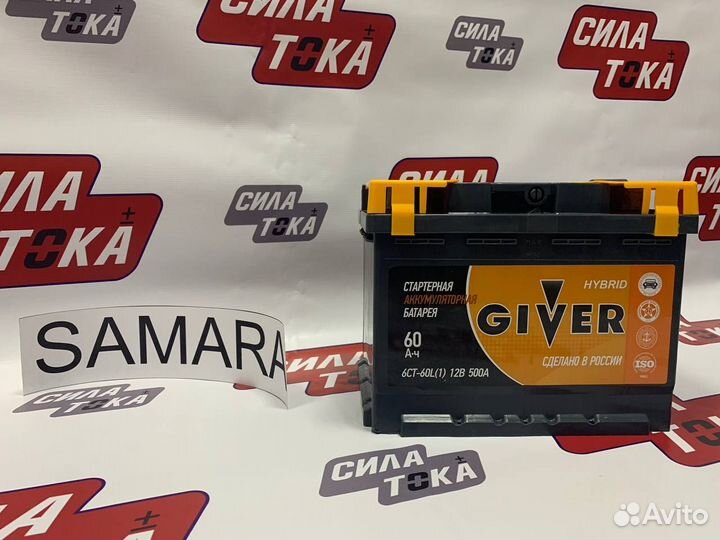 СИЛА
ТОКА
СИЛА
ТОКА
СИЛА
ТОКА
СИЛА
ТОКА
СИЛА
ТОКА
SAMARA
СТАРТЕРНАЯ
АККУМУЛЯТОРНАЯ
БАТАРЕЯ
60
А·ч
6СТ-60L(1) 12В 500А
HYBRID
GIVER
СДЕЛАНО В РОССИИ
ISO
СИЛА
ТОКА
СИЛА
ТОКА
Avito